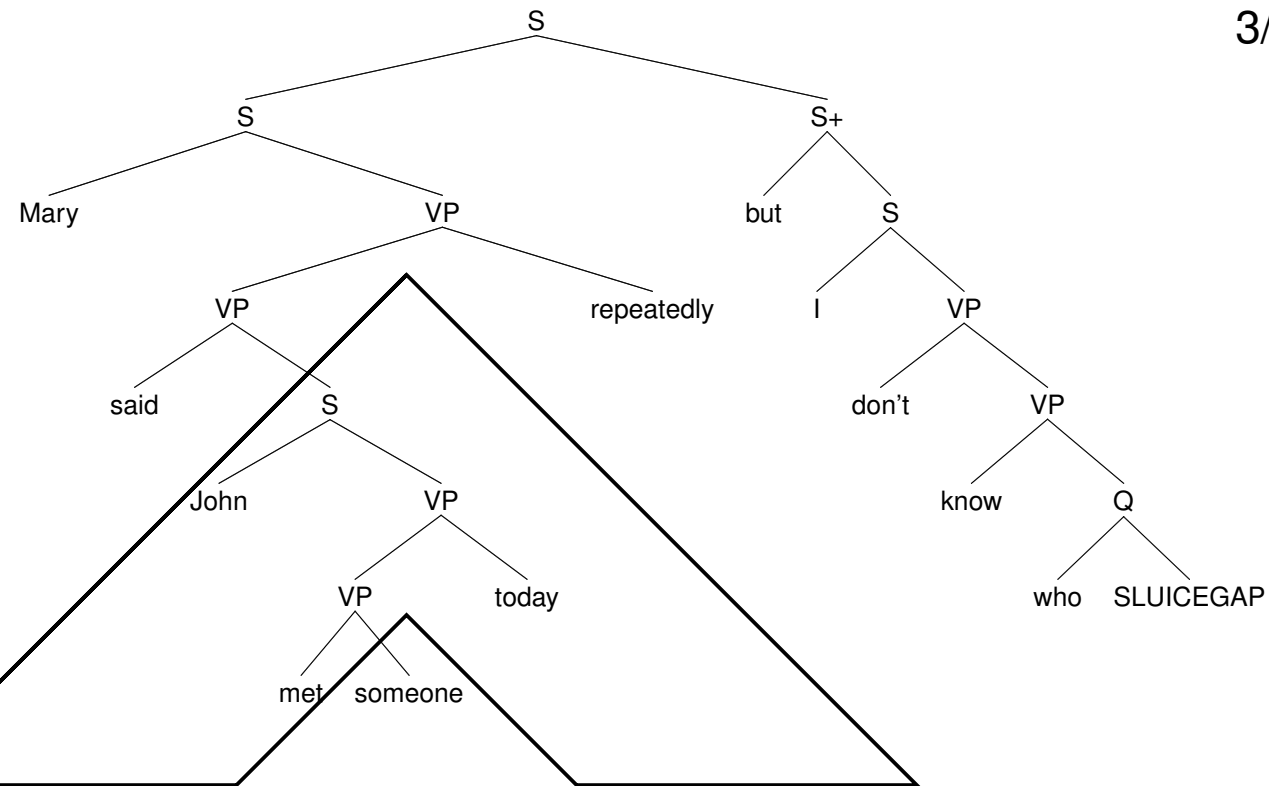 S
3/
S S+
Mary VP but S
VP repeatedly I VP
said S don't VP
John VP know Q
VP today who SLUICEGAP
met someone